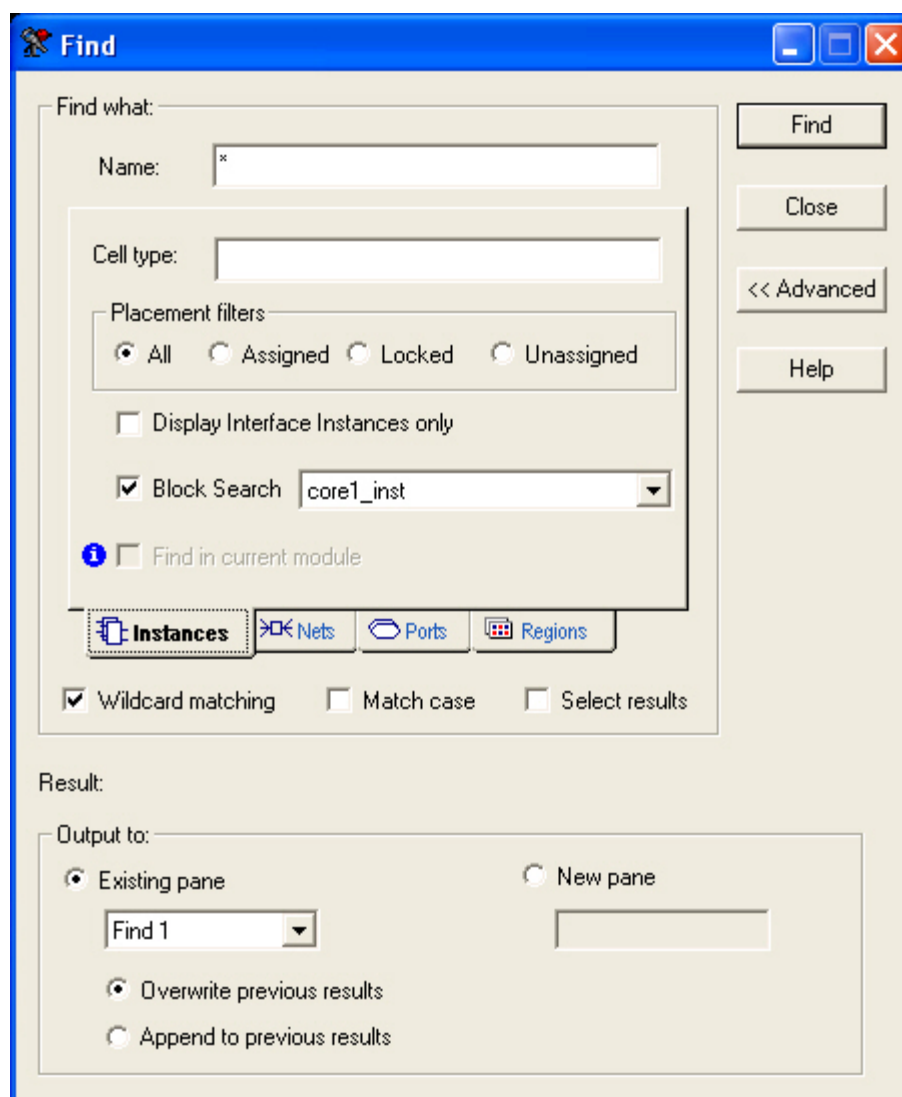 Find
Find what:
Find
Name: *
Close
Cell type:
<< Advanced
Placement filters
All Assigned Locked Unassigned
Help
Display Interface Instances only
Block Search core1_inst
Find in current module
Instances Nets Ports Regions
Wildcard matching Match case Select results
Result:
Output to:
Existing pane New pane
Find 1
Overwrite previous results
Append to previous results